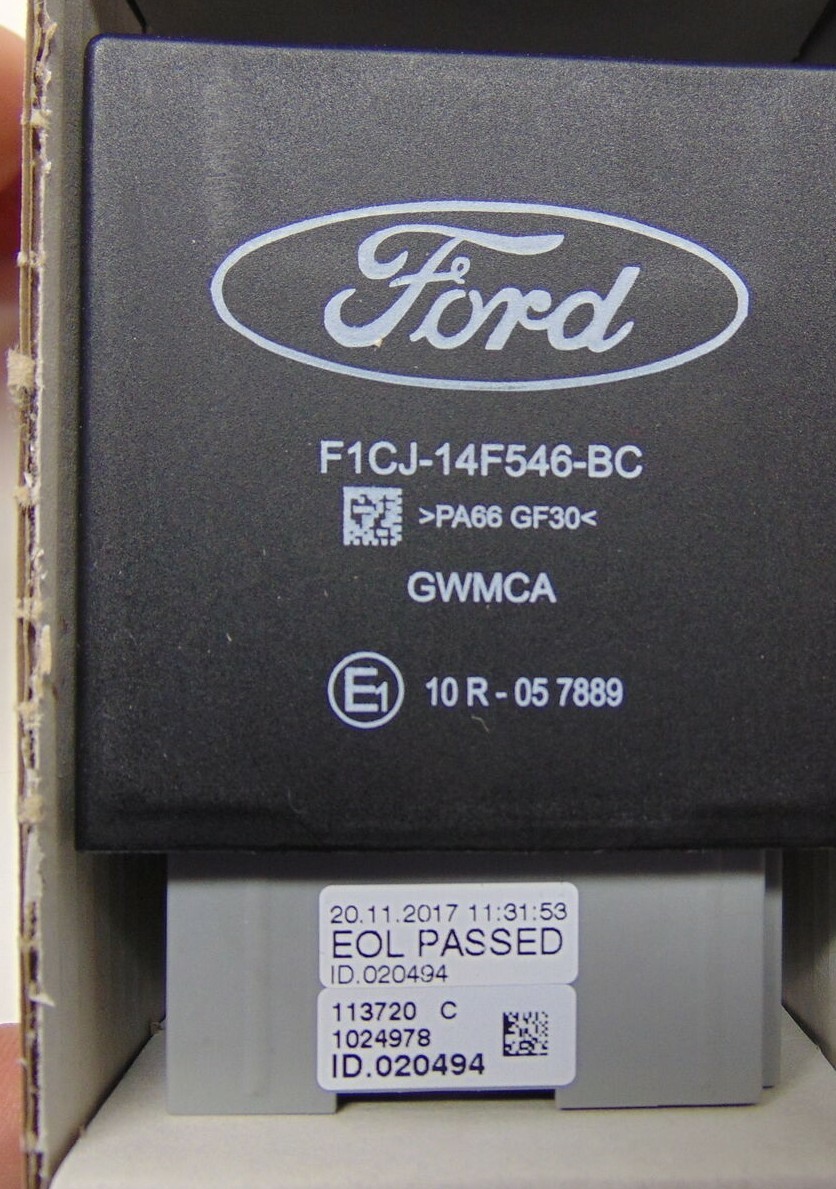 Ford
F1CJ-14F546-BC
>PA66 GF30<
GWMCA
E1 10 R - 05 7889
20.11.2017 11:31:53
EOL PASSED
ID.020494
113720 C
1024978
ID.020494